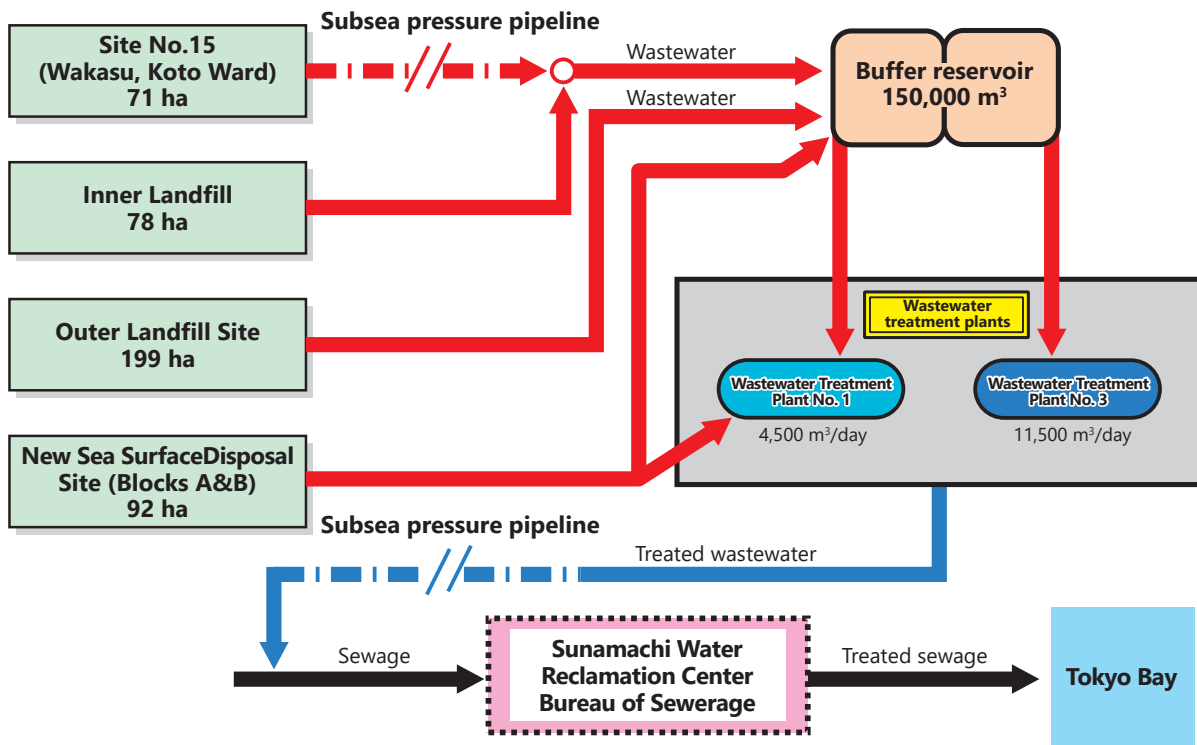 Subsea pressure pipeline
Site No.15
(Wakasu, Koto Ward)
71 ha
Wastewater
Wastewater
Buffer reservoir
150,000 m³
Inner Landfill
78 ha
Outer Landfill Site
199 ha
Wastewater
treatment plants
Wastewater Treatment
Plant No. 1
4,500 m³/day
Wastewater Treatment
Plant No. 3
11,500 m³/day
New Sea SurfaceDisposal
Site (Blocks A&B)
92 ha
Subsea pressure pipeline
Treated wastewater
Sewage
Sunamachi Water
Reclamation Center
Bureau of Sewerage
Treated sewage
Tokyo Bay